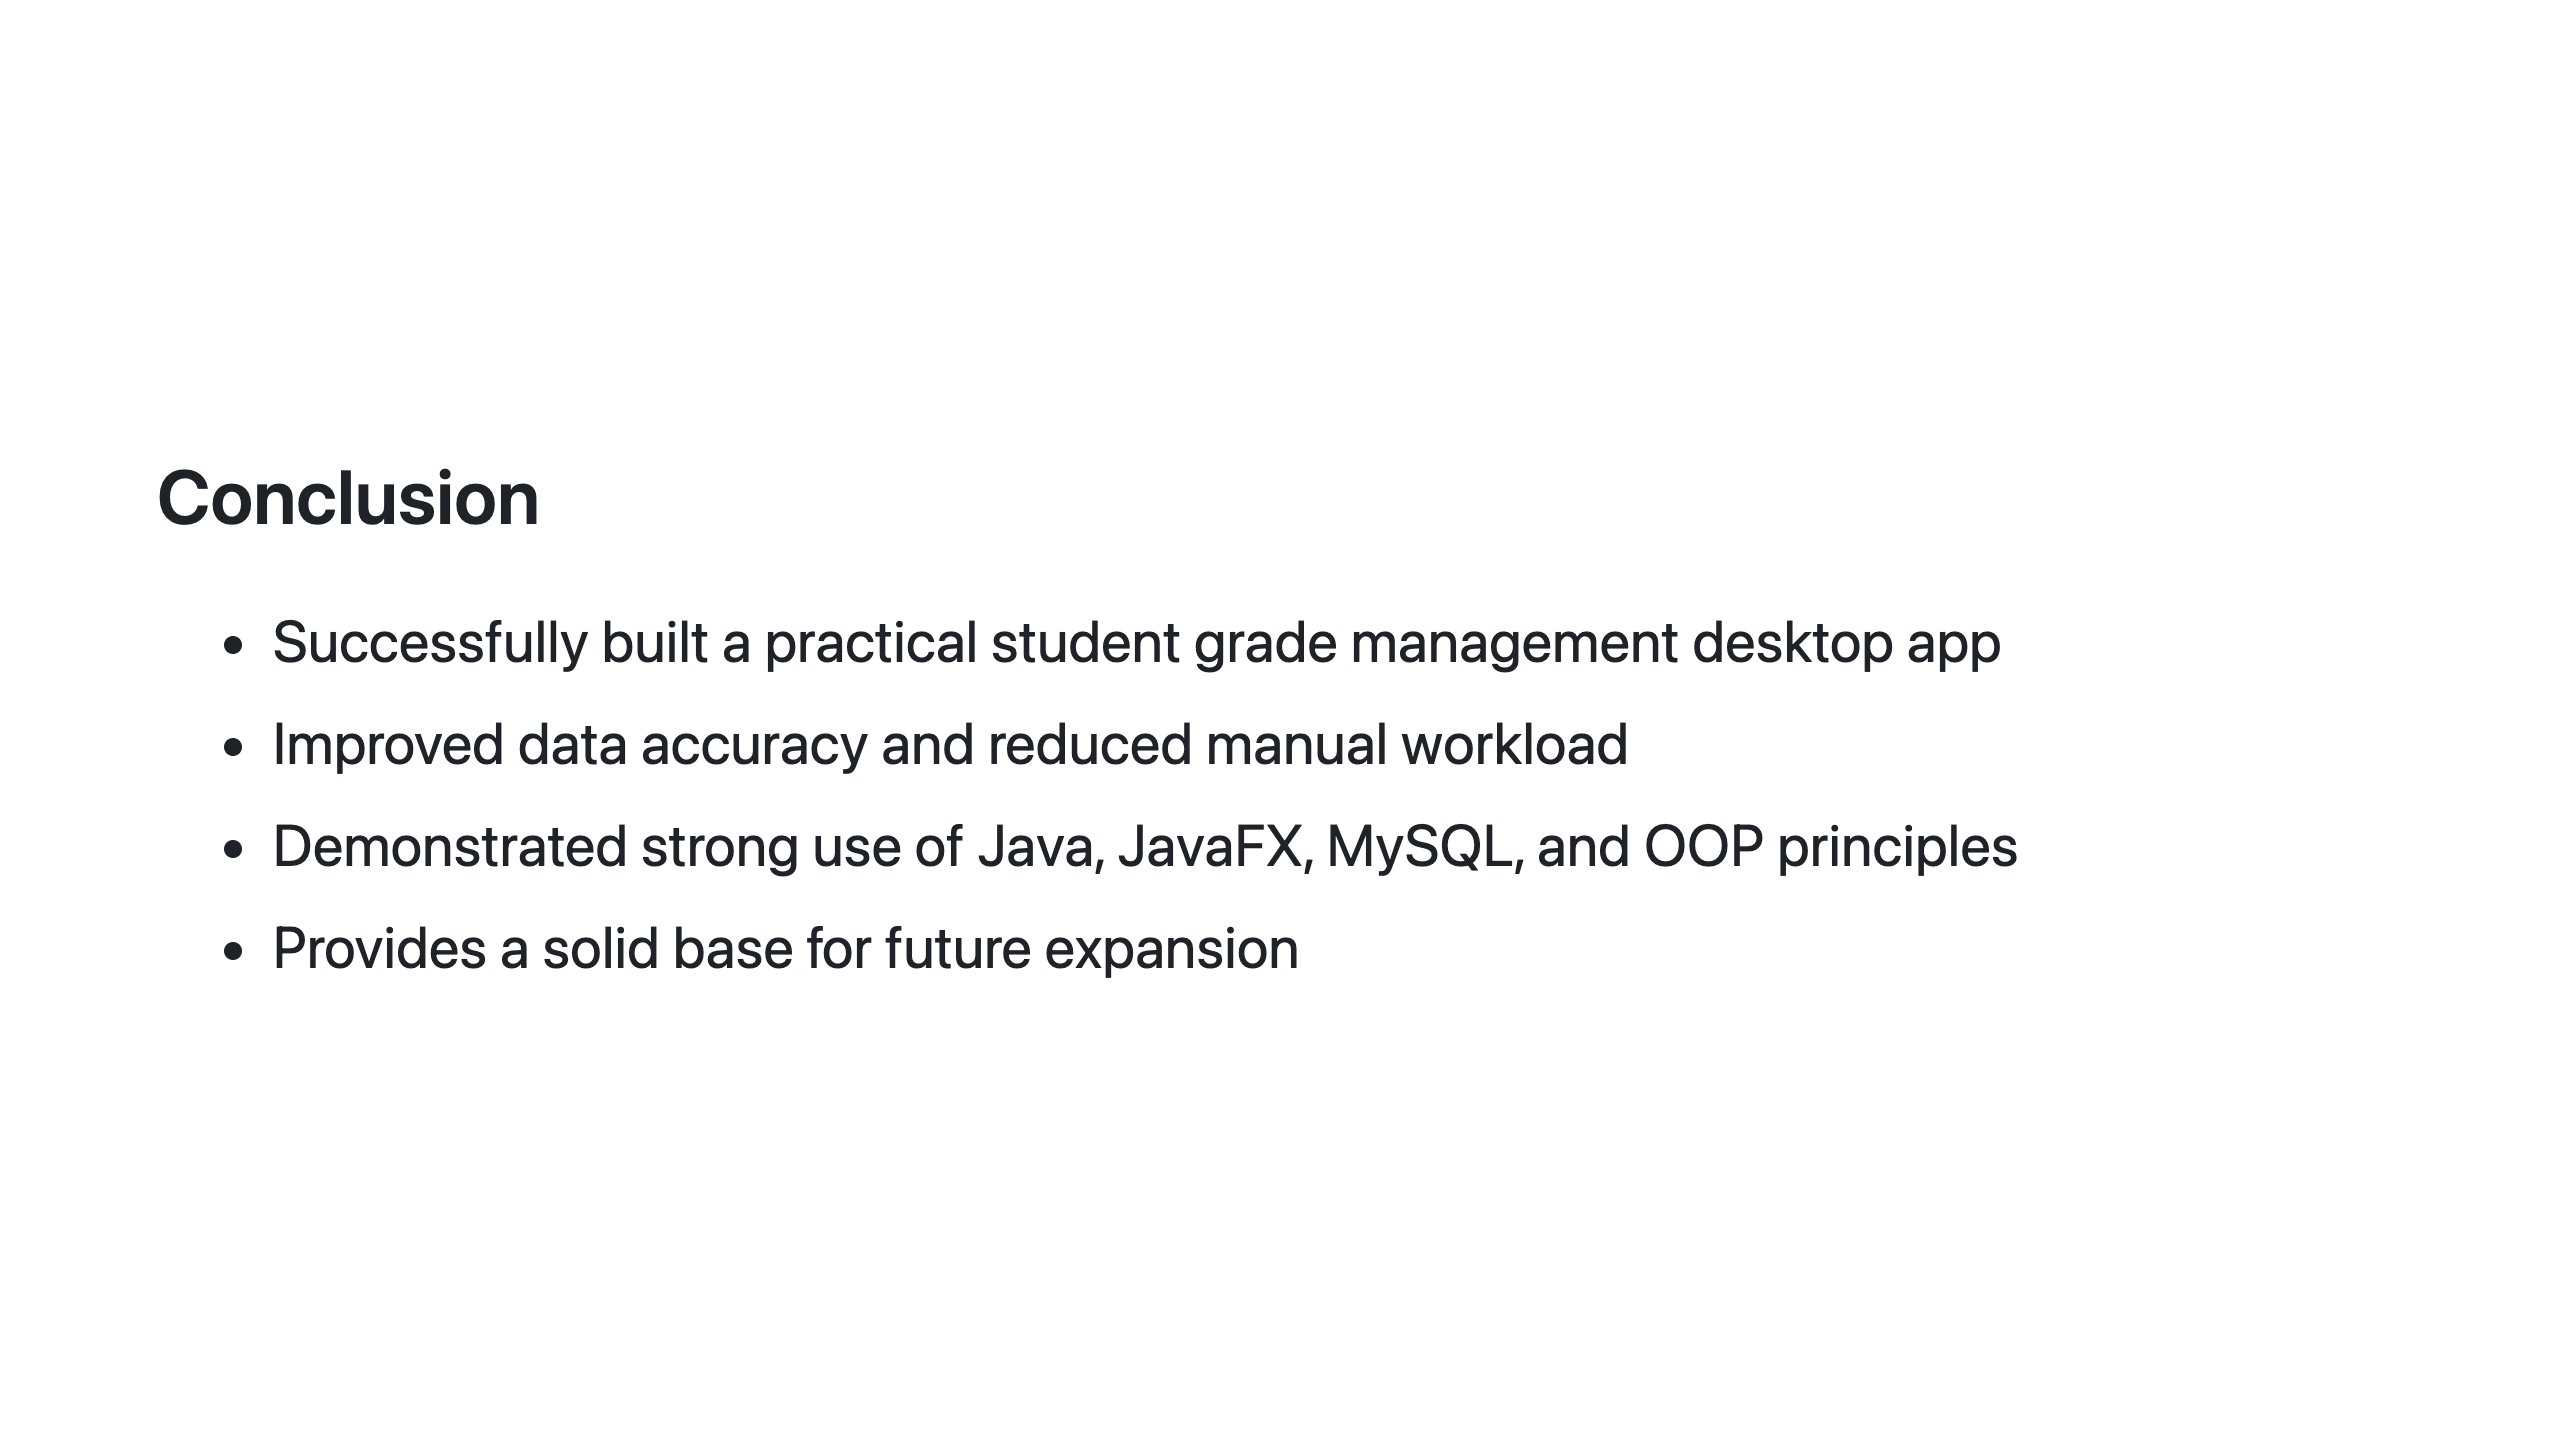 Conclusion
• Successfully built a practical student grade management desktop app
• Improved data accuracy and reduced manual workload
• Demonstrated strong use of Java, JavaFX, MySQL, and OOP principles
• Provides a solid base for future expansion